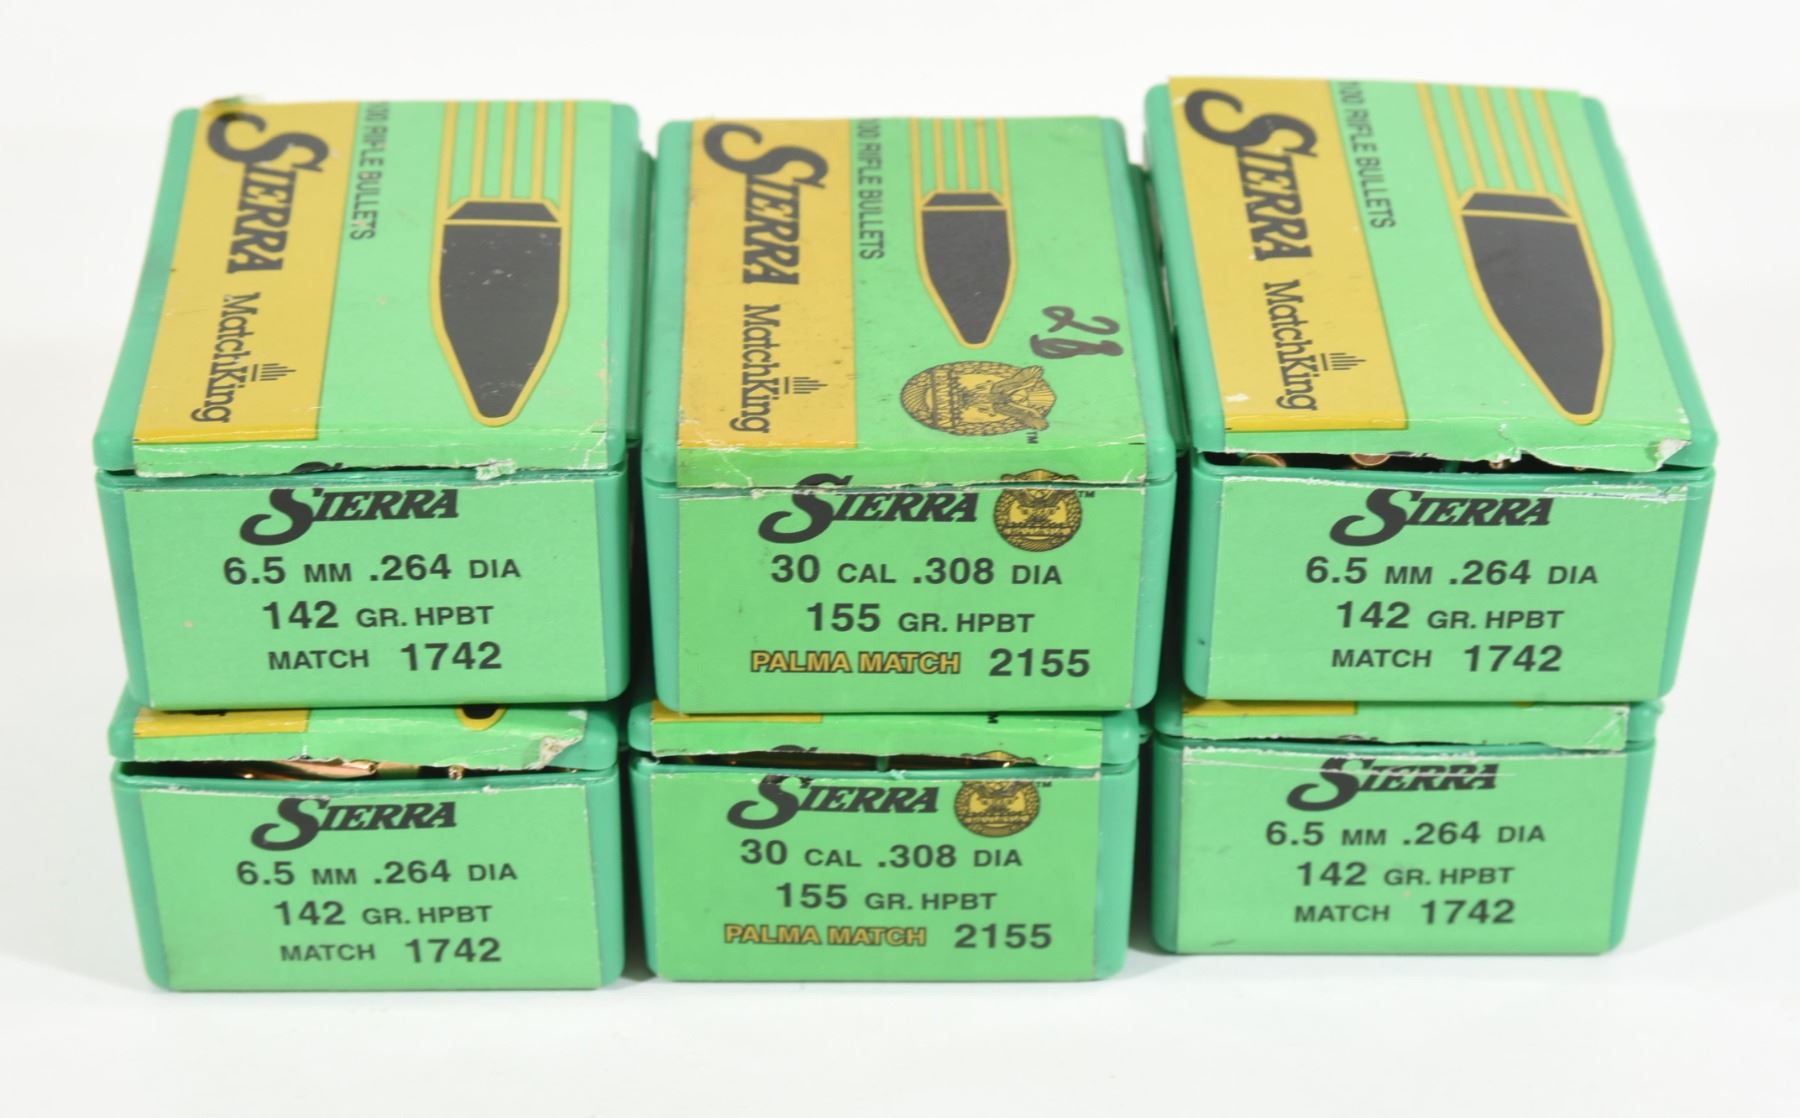 SIERRA MatchKing
100 RIFLE BULLETS
SIERRA
6.5 MM .264 DIA
142 GR. HPBT
MATCH 1742
SIERRA MatchKing
100 RIFLE BULLETS
28
TM
SIERRA TM
30 CAL .308 DIA
155 GR. HPBT
PALMA MATCH 2155
SIERRA MatchKing
100 RIFLE BULLETS
SIERRA
6.5 MM .264 DIA
142 GR. HPBT
MATCH 1742
SIERRA
6.5 MM .264 DIA
142 GR. HPBT
MATCH 1742
TM
SIERRA TM
30 CAL .308 DIA
155 GR. HPBT
PALMA MATCH 2155
SIERRA
6.5 MM .264 DIA
142 GR. HPBT
MATCH 1742